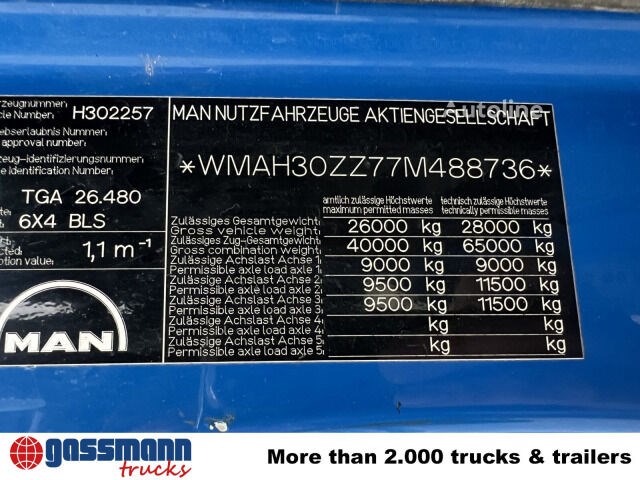 rzeugnummer:
cle Number: H302257
ebserlaubnis Nummer:
approval number:
zeug-Identifizierungsnummer:
e Identification Number:
TGA 26.480
6X4 BLS
1,1 m⁻¹
ption value:
MAN
MAN NUTZFAHRZEUGE AKTIENGESELLSCHAFT
Autoline
*WMAH30ZZ77M488736*
amtlich zulässige Höchstwerte technisch zulässige Höchstwerte
maximum permitted masses technically permissible masses
Zulässiges Gesamtgewicht
Gross vehicle weight 26000 kg 28000 kg
Zulässiges Zug-Gesamtgewicht
Gross combination weight 40000 kg 65000 kg
Zulässige Achslast Achse 1
Permissible axle load axle 1 9000 kg 9000 kg
Zulässige Achslast Achse 2
Permissible axle load axle 2 9500 kg 11500 kg
Zulässige Achslast Achse 3
Permissible axle load axle 3 9500 kg 11500 kg
Zulässige Achslast Achse 4
Permissible axle load axle 4 kg kg
Zulässige Achslast Achse 5
Permissible axle load axle 5 kg kg
gassmann
trucks
More than 2.000 trucks & trailers